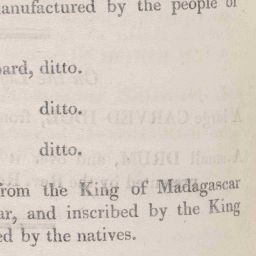 manufactured by the people of
ard, ditto.
ditto.
ditto.
from the King of Madagascar
ar, and inscribed by the King
ed by the natives.